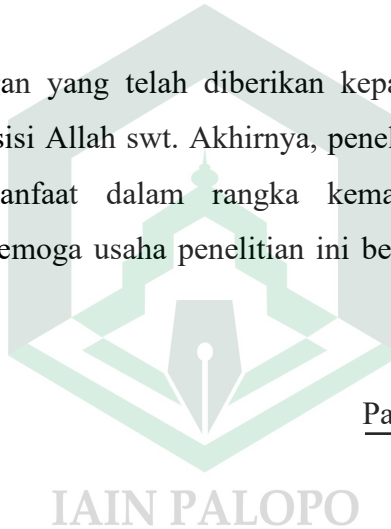 an yang telah diberikan kepa
sisi Allah swt. Akhirnya, penel
anfaat dalam rangka kema
emoga usaha penelitian ini be
Pa
IAIN PALOPO